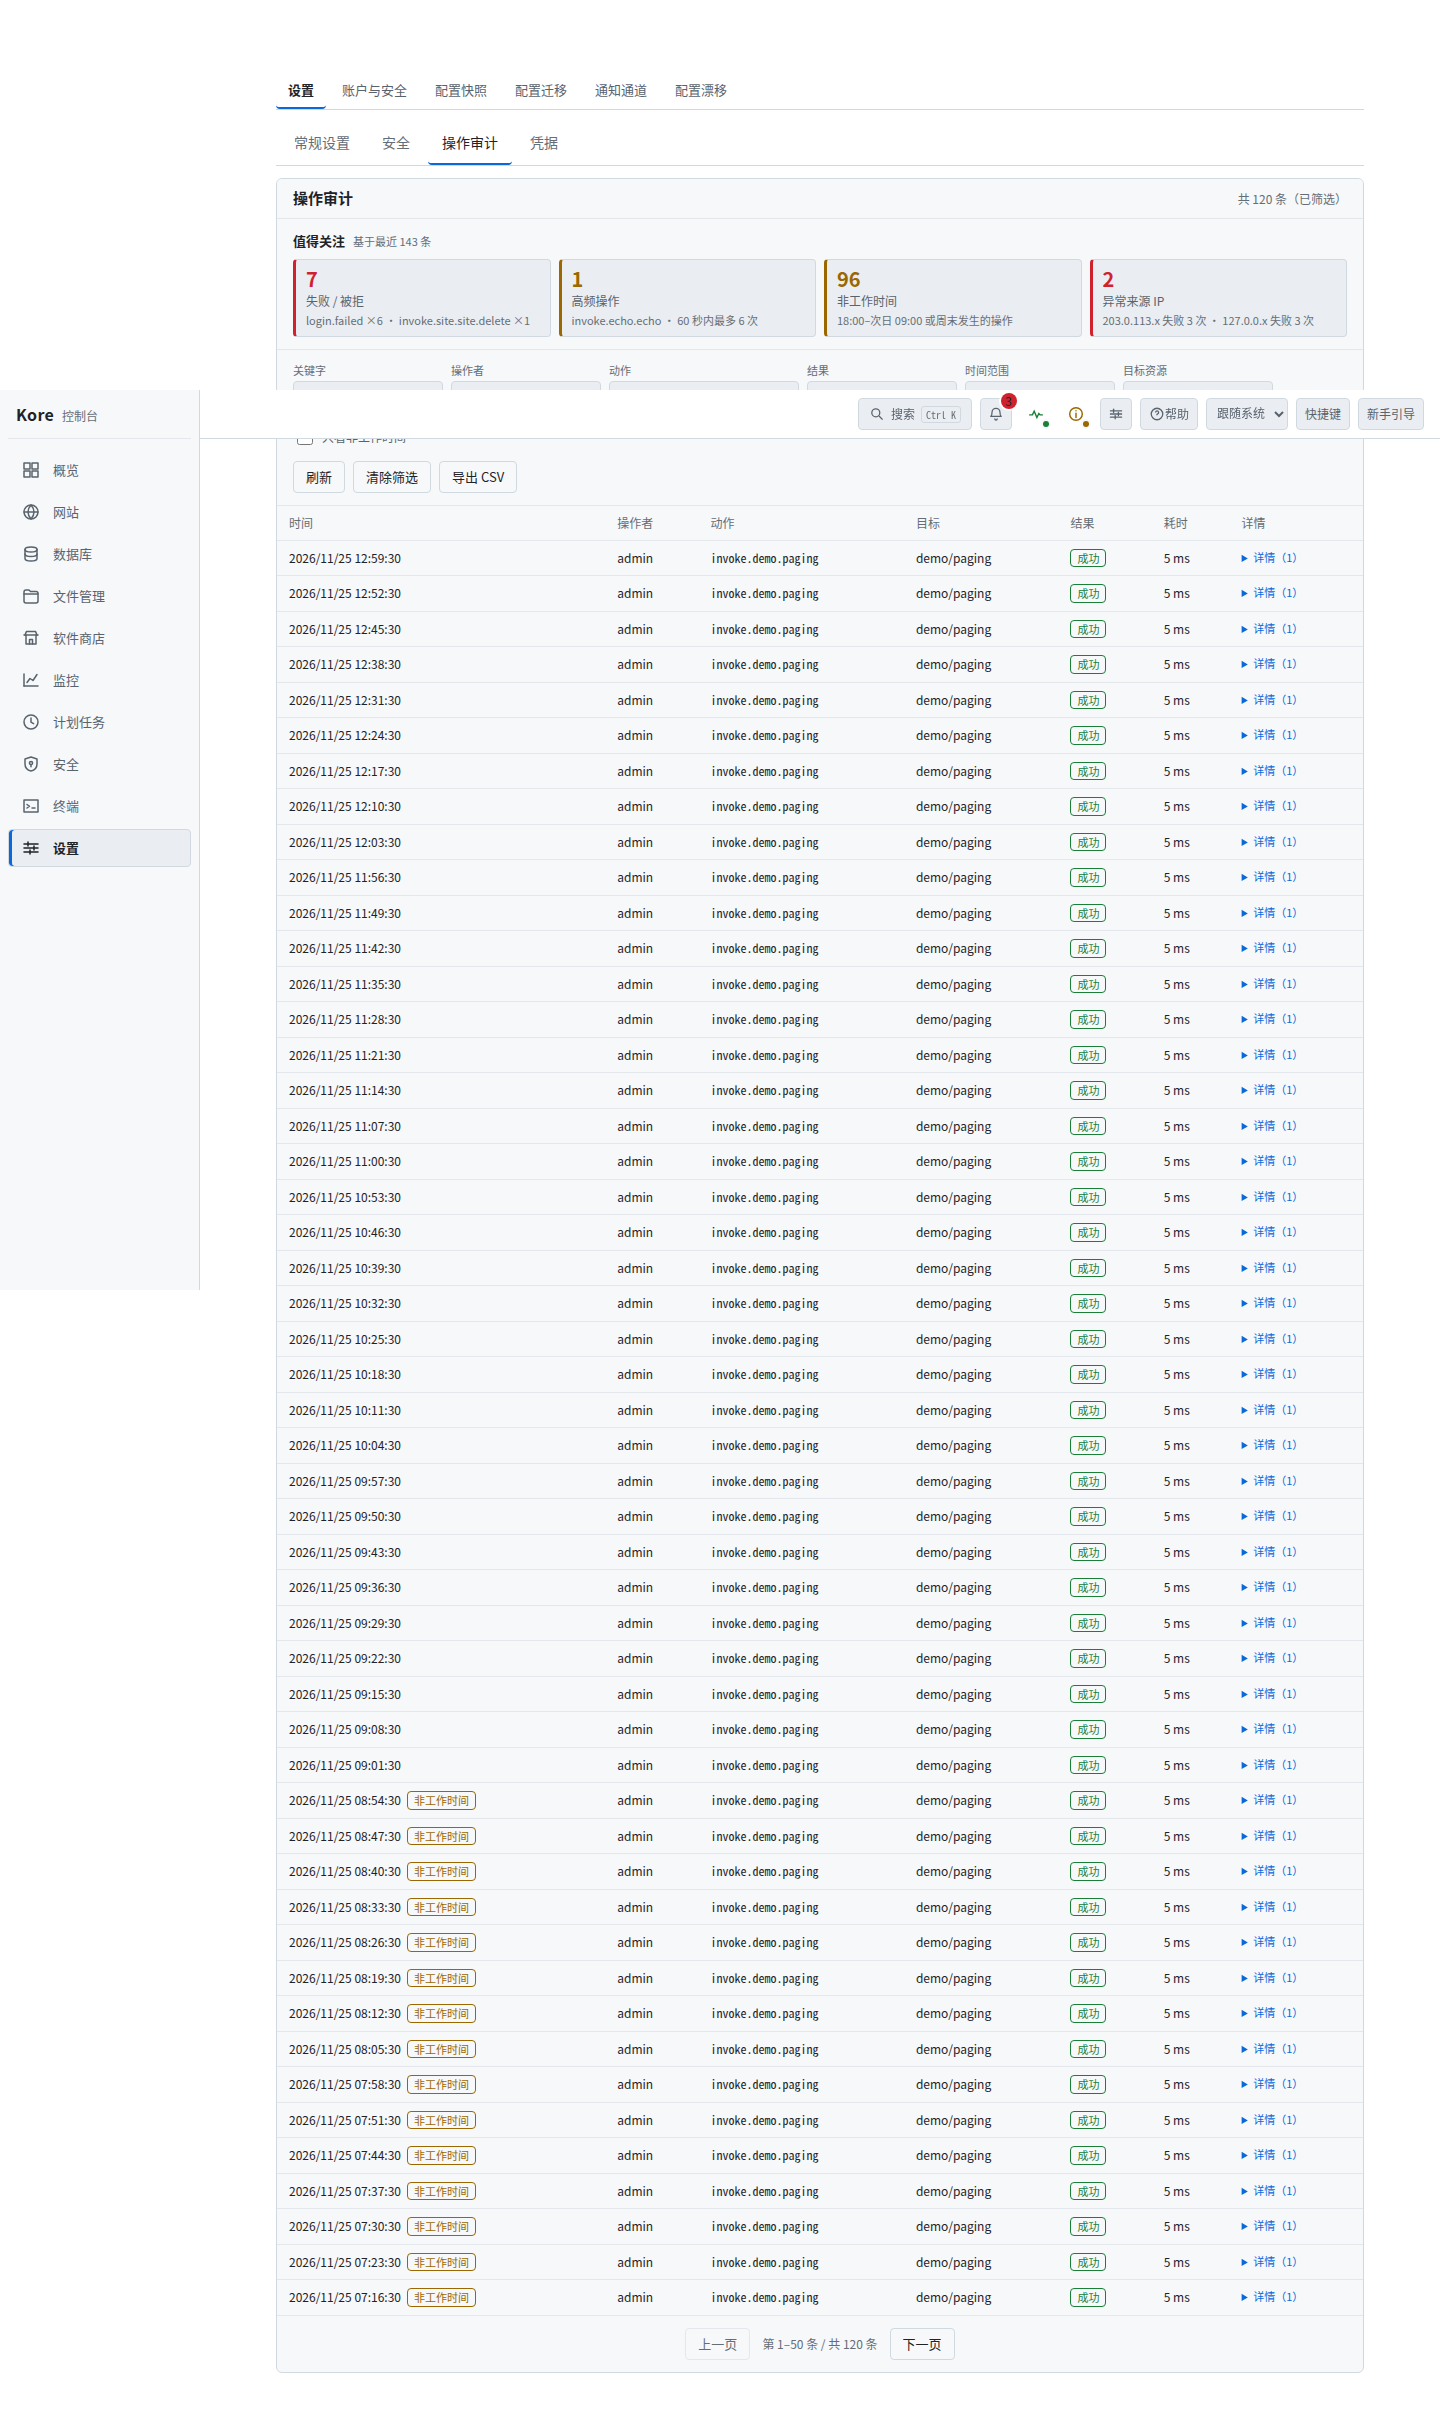 设置 账户与安全 配置快照 配置迁移 通知通道 配置漂移
常规设置 安全 操作审计 凭据
操作审计 共 120 条（已筛选）
值得关注 基于最近 143 条
7 1 96 2
失败 / 被拒 高频操作 非工作时间 异常来源 IP
login.failed ×6 · invoke.site.site.delete ×1 invoke.echo.echo · 60 秒内最多 6 次 18:00–次日 09:00 或周末发生的操作 203.0.113.x 失败 3 次 · 127.0.0.x 失败 3 次
关键字 操作者 动作 结果 时间范围 目标资源
Kore 控制台
搜索 Ctrl K 3 帮助 跟随系统 快捷键 新手引导
概览
网站
数据库
文件管理
软件商店
监控
计划任务
安全
终端
设置
刷新 清除筛选 导出 CSV
时间 操作者 动作 目标 结果 耗时 详情
2026/11/25 12:59:30 admin invoke.demo.paging demo/paging 成功 5 ms 详情（1）
2026/11/25 12:52:30 admin invoke.demo.paging demo/paging 成功 5 ms 详情（1）
2026/11/25 12:45:30 admin invoke.demo.paging demo/paging 成功 5 ms 详情（1）
2026/11/25 12:38:30 admin invoke.demo.paging demo/paging 成功 5 ms 详情（1）
2026/11/25 12:31:30 admin invoke.demo.paging demo/paging 成功 5 ms 详情（1）
2026/11/25 12:24:30 admin invoke.demo.paging demo/paging 成功 5 ms 详情（1）
2026/11/25 12:17:30 admin invoke.demo.paging demo/paging 成功 5 ms 详情（1）
2026/11/25 12:10:30 admin invoke.demo.paging demo/paging 成功 5 ms 详情（1）
2026/11/25 12:03:30 admin invoke.demo.paging demo/paging 成功 5 ms 详情（1）
2026/11/25 11:56:30 admin invoke.demo.paging demo/paging 成功 5 ms 详情（1）
2026/11/25 11:49:30 admin invoke.demo.paging demo/paging 成功 5 ms 详情（1）
2026/11/25 11:42:30 admin invoke.demo.paging demo/paging 成功 5 ms 详情（1）
2026/11/25 11:35:30 admin invoke.demo.paging demo/paging 成功 5 ms 详情（1）
2026/11/25 11:28:30 admin invoke.demo.paging demo/paging 成功 5 ms 详情（1）
2026/11/25 11:21:30 admin invoke.demo.paging demo/paging 成功 5 ms 详情（1）
2026/11/25 11:14:30 admin invoke.demo.paging demo/paging 成功 5 ms 详情（1）
2026/11/25 11:07:30 admin invoke.demo.paging demo/paging 成功 5 ms 详情（1）
2026/11/25 11:00:30 admin invoke.demo.paging demo/paging 成功 5 ms 详情（1）
2026/11/25 10:53:30 admin invoke.demo.paging demo/paging 成功 5 ms 详情（1）
2026/11/25 10:46:30 admin invoke.demo.paging demo/paging 成功 5 ms 详情（1）
2026/11/25 10:39:30 admin invoke.demo.paging demo/paging 成功 5 ms 详情（1）
2026/11/25 10:32:30 admin invoke.demo.paging demo/paging 成功 5 ms 详情（1）
2026/11/25 10:25:30 admin invoke.demo.paging demo/paging 成功 5 ms 详情（1）
2026/11/25 10:18:30 admin invoke.demo.paging demo/paging 成功 5 ms 详情（1）
2026/11/25 10:11:30 admin invoke.demo.paging demo/paging 成功 5 ms 详情（1）
2026/11/25 10:04:30 admin invoke.demo.paging demo/paging 成功 5 ms 详情（1）
2026/11/25 09:57:30 admin invoke.demo.paging demo/paging 成功 5 ms 详情（1）
2026/11/25 09:50:30 admin invoke.demo.paging demo/paging 成功 5 ms 详情（1）
2026/11/25 09:43:30 admin invoke.demo.paging demo/paging 成功 5 ms 详情（1）
2026/11/25 09:36:30 admin invoke.demo.paging demo/paging 成功 5 ms 详情（1）
2026/11/25 09:29:30 admin invoke.demo.paging demo/paging 成功 5 ms 详情（1）
2026/11/25 09:22:30 admin invoke.demo.paging demo/paging 成功 5 ms 详情（1）
2026/11/25 09:15:30 admin invoke.demo.paging demo/paging 成功 5 ms 详情（1）
2026/11/25 09:08:30 admin invoke.demo.paging demo/paging 成功 5 ms 详情（1）
2026/11/25 09:01:30 admin invoke.demo.paging demo/paging 成功 5 ms 详情（1）
2026/11/25 08:54:30 非工作时间 admin invoke.demo.paging demo/paging 成功 5 ms 详情（1）
2026/11/25 08:47:30 非工作时间 admin invoke.demo.paging demo/paging 成功 5 ms 详情（1）
2026/11/25 08:40:30 非工作时间 admin invoke.demo.paging demo/paging 成功 5 ms 详情（1）
2026/11/25 08:33:30 非工作时间 admin invoke.demo.paging demo/paging 成功 5 ms 详情（1）
2026/11/25 08:26:30 非工作时间 admin invoke.demo.paging demo/paging 成功 5 ms 详情（1）
2026/11/25 08:19:30 非工作时间 admin invoke.demo.paging demo/paging 成功 5 ms 详情（1）
2026/11/25 08:12:30 非工作时间 admin invoke.demo.paging demo/paging 成功 5 ms 详情（1）
2026/11/25 08:05:30 非工作时间 admin invoke.demo.paging demo/paging 成功 5 ms 详情（1）
2026/11/25 07:58:30 非工作时间 admin invoke.demo.paging demo/paging 成功 5 ms 详情（1）
2026/11/25 07:51:30 非工作时间 admin invoke.demo.paging demo/paging 成功 5 ms 详情（1）
2026/11/25 07:44:30 非工作时间 admin invoke.demo.paging demo/paging 成功 5 ms 详情（1）
2026/11/25 07:37:30 非工作时间 admin invoke.demo.paging demo/paging 成功 5 ms 详情（1）
2026/11/25 07:30:30 非工作时间 admin invoke.demo.paging demo/paging 成功 5 ms 详情（1）
2026/11/25 07:23:30 非工作时间 admin invoke.demo.paging demo/paging 成功 5 ms 详情（1）
2026/11/25 07:16:30 非工作时间 admin invoke.demo.paging demo/paging 成功 5 ms 详情（1）
上一页 第 1–50 条 / 共 120 条 下一页